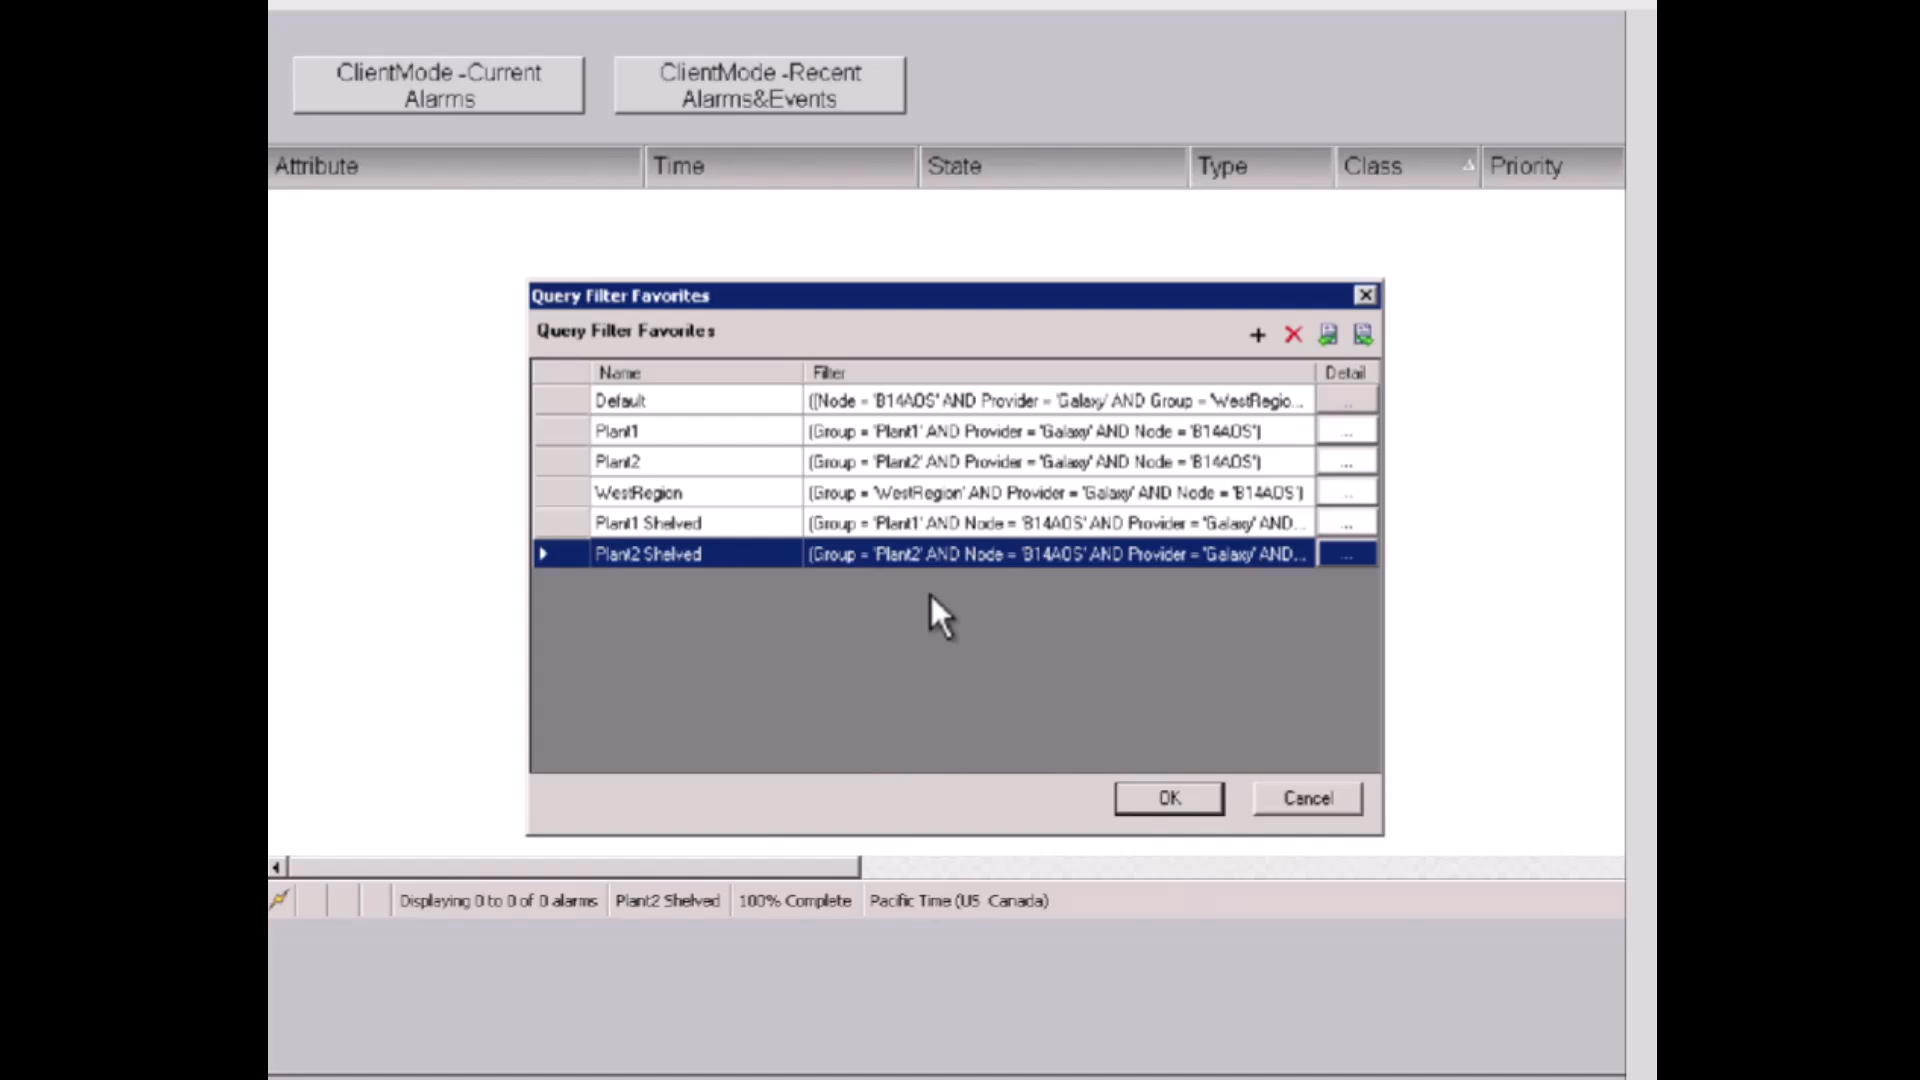 ClientMode -Current
Alarms
ClientMode -Recent
Alarms&Events
Attribute Time State Type Class Priority
Query Filter Favorites
Query Filter Favorites
Name Filter Detail
Default ((Node = 'B14AOS' AND Provider = 'Galaxy' AND Group = 'WestRegio... ...
Plant1 (Group = 'Plant1' AND Provider = 'Galaxy' AND Node = 'B14AOS') ...
Plant2 (Group = 'Plant2' AND Provider = 'Galaxy' AND Node = 'B14AOS') ...
WestRegion (Group = 'WestRegion' AND Provider = 'Galaxy' AND Node = 'B14AOS') ...
Plant1 Shelved (Group = 'Plant1' AND Node = 'B14AOS' AND Provider = 'Galaxy' AND... ...
Plant2 Shelved (Group = 'Plant2' AND Node = 'B14AOS' AND Provider = 'Galaxy' AND... ...
OK Cancel
Displaying 0 to 0 of 0 alarms Plant2 Shelved 100% Complete Pacific Time (US Canada)